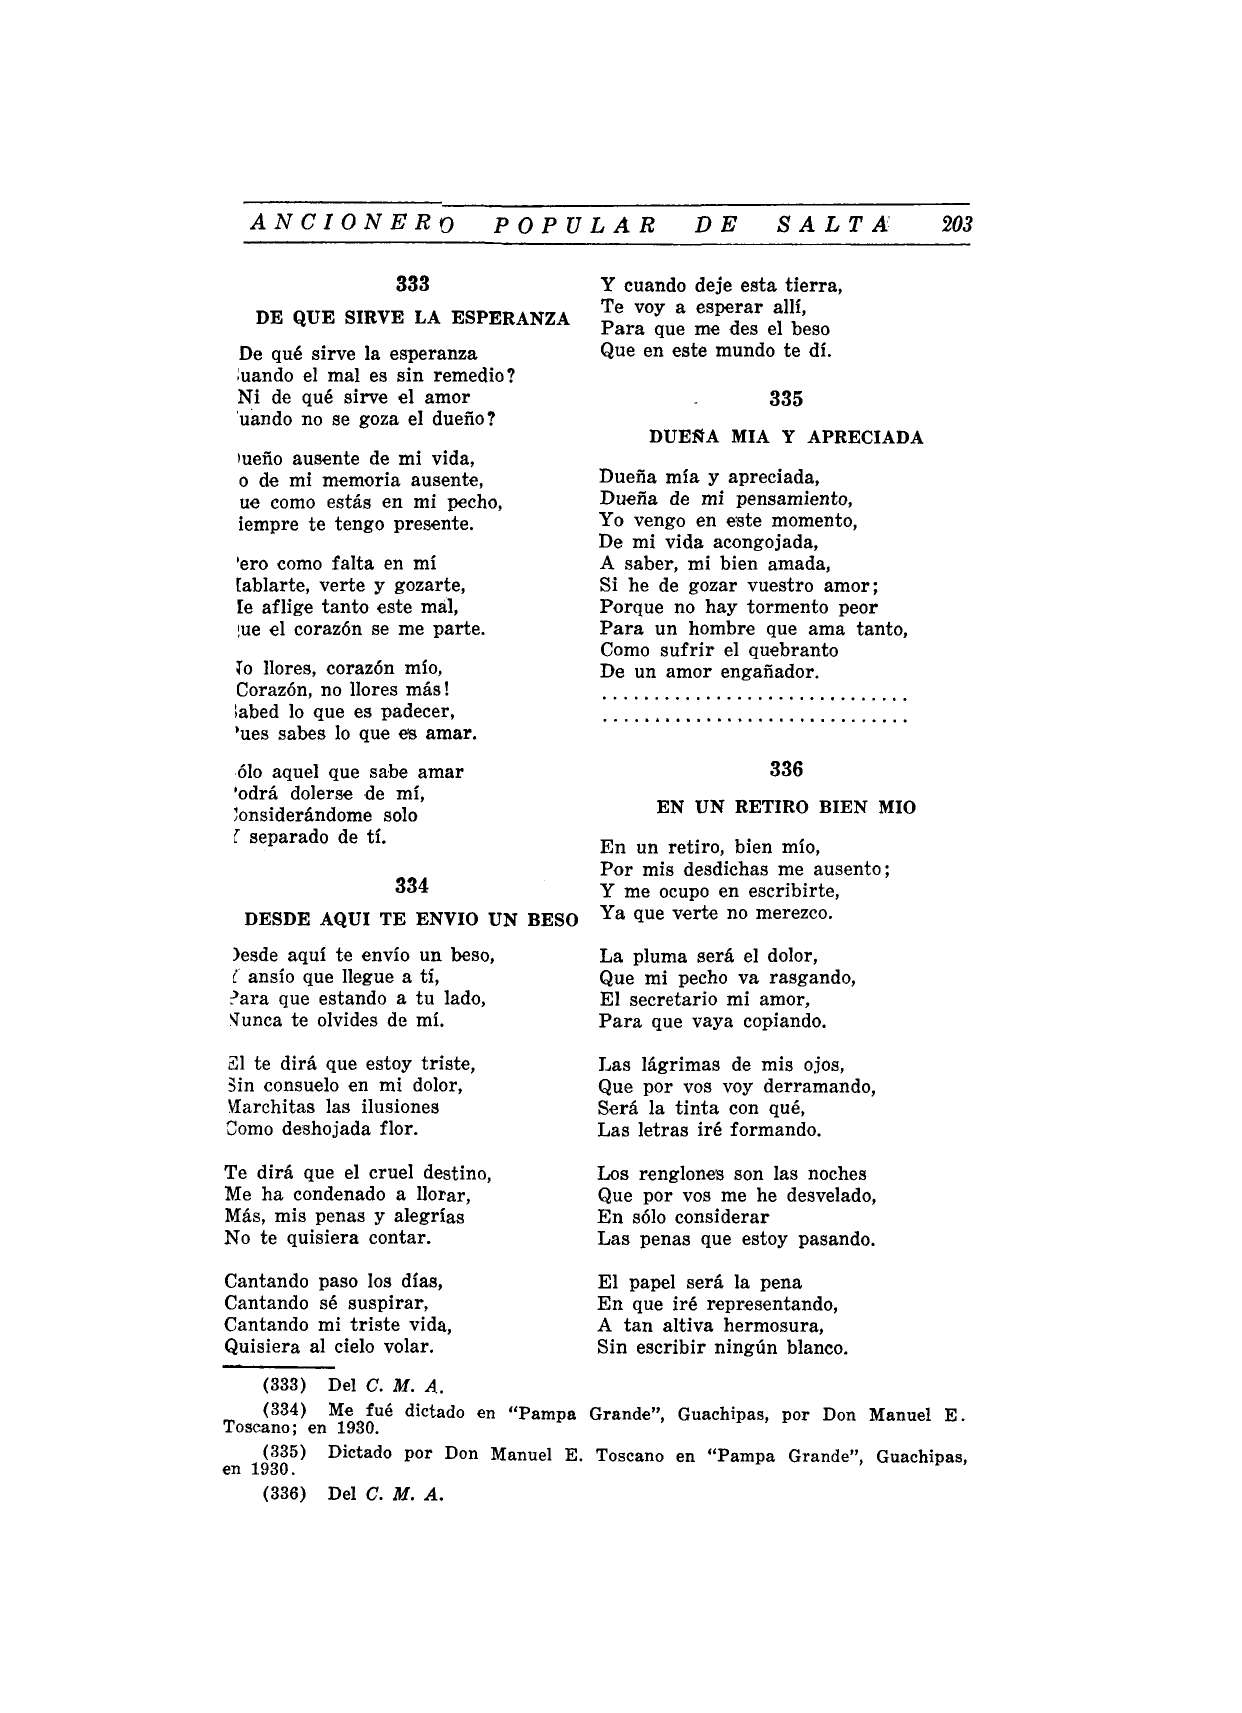 ANCIONERO POPULAR DE SALTA 203
333
DE QUE SIRVE LA ESPERANZA
De qué sirve la esperanza
uando el mal es sin remedio?
Ni de qué sirve el amor
uando no se goza el dueño?
ueño ausente de mi vida,
o de mi memoria ausente,
ue como estás en mi pecho,
iempre te tengo presente.
ero como falta en mí
ablarte, verte y gozarte,
e aflige tanto este mal,
ue el corazón se me parte.
No llores, corazón mío,
Corazón, no llores más!
abed lo que es padecer,
ues sabes lo que es amar.
ólo aquel que sabe amar
odrá dolerse de mí,
onsiderándome solo
Y separado de tí.
334
DESDE AQUI TE ENVIO UN BESO
Desde aquí te envío un beso,
Y ansío que llegue a tí,
Para que estando a tu lado,
Nunca te olvides de mí.
El te dirá que estoy triste,
Sin consuelo en mi dolor,
Marchitas las ilusiones
Como deshojada flor.
Te dirá que el cruel destino,
Me ha condenado a llorar,
Más, mis penas y alegrías
No te quisiera contar.
Cantando paso los días,
Cantando sé suspirar,
Cantando mi triste vida,
Quisiera al cielo volar.
Y cuando deje esta tierra,
Te voy a esperar allí,
Para que me des el beso
Que en este mundo te dí.
335
DUEÑA MIA Y APRECIADA
Dueña mía y apreciada,
Dueña de mi pensamiento,
Yo vengo en este momento,
De mi vida acongojada,
A saber, mi bien amada,
Si he de gozar vuestro amor;
Porque no hay tormento peor
Para un hombre que ama tanto,
Como sufrir el quebranto
De un amor engañador.
..............................
..............................
336
EN UN RETIRO BIEN MIO
En un retiro, bien mío,
Por mis desdichas me ausento;
Y me ocupo en escribirte,
Ya que verte no merezco.
La pluma será el dolor,
Que mi pecho va rasgando,
El secretario mi amor,
Para que vaya copiando.
Las lágrimas de mis ojos,
Que por vos voy derramando,
Será la tinta con qué,
Las letras iré formando.
Los renglones son las noches
Que por vos me he desvelado,
En sólo considerar
Las penas que estoy pasando.
El papel será la pena
En que iré representando,
A tan altiva hermosura,
Sin escribir ningún blanco.
(333) Del C. M. A.
(334) Me fué dictado en “Pampa Grande”, Guachipas, por Don Manuel E.
Toscano; en 1930.
(335) Dictado por Don Manuel E. Toscano en “Pampa Grande”, Guachipas,
en 1930.
(336) Del C. M. A.